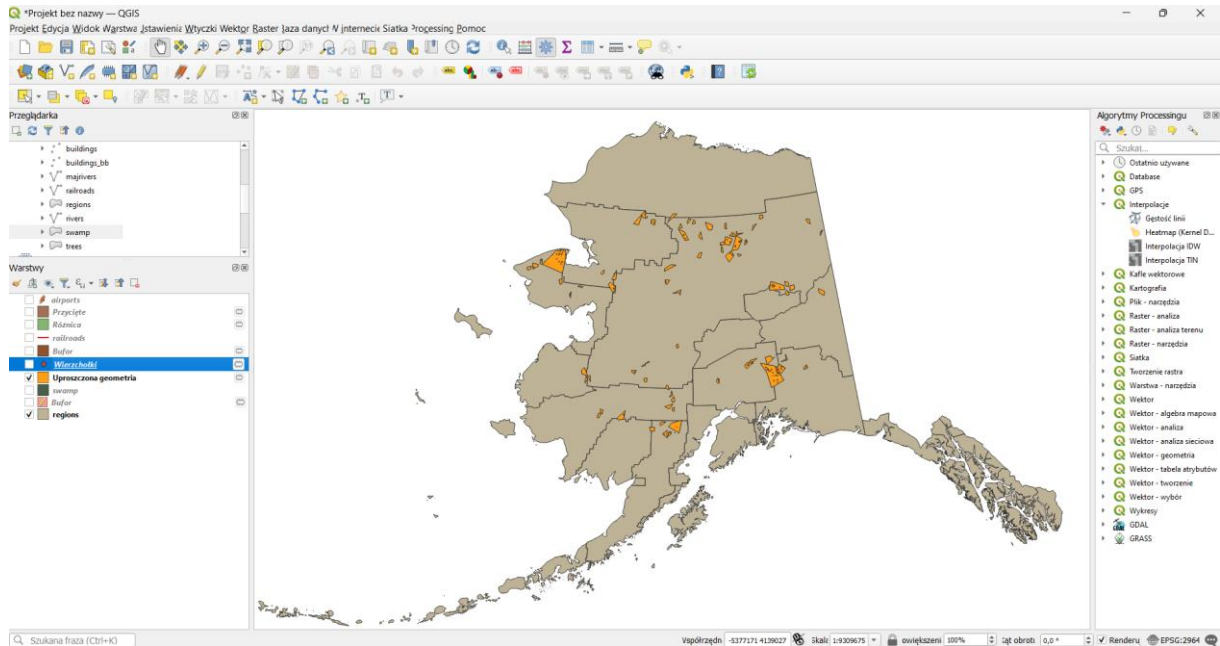 *Projekt bez nazwy — QGIS
Projekt Edycja Widok Warstwa Jstawienia Wtyczki Wektor Raster Baza danych W internecie Siatka Processing Pomoc
Przeglądarka
buildings
buildings_bb
majrivers
railroads
regions
rivers
swamp
trees
Warstwy
airports
Przycięte
Różnica
railroads
Bufor
Wierzchołki
Uproszczona geometria
swamp
Bufor
regions
Algorytmy Processingu
Szukaj...
Ostatnio używane
Database
GPS
Interpolacje
Gęstość linii
Heatmap (Kernel D...
Interpolacja IDW
Interpolacja TIN
Kafle wektorowe
Kartografia
Plik - narzędzia
Raster - analiza
Raster - analiza terenu
Raster - narzędzia
Siatka
Tworzenie rastra
Warstwa - narzędzia
Wektor
Wektor - algebra mapowa
Wektor - analiza
Wektor - analiza sieciowa
Wektor - geometria
Wektor - tabela atrybutów
Wektor - tworzenie
Wektor - wybór
Wykresy
GDAL
GRASS
Szukana fraza (Ctrl+K)
Współrzędn -5377171 4139027 Skala 1:9309675 owiększeni 100% kąt obrotu 0,0 ° Renderu EPSG:2964